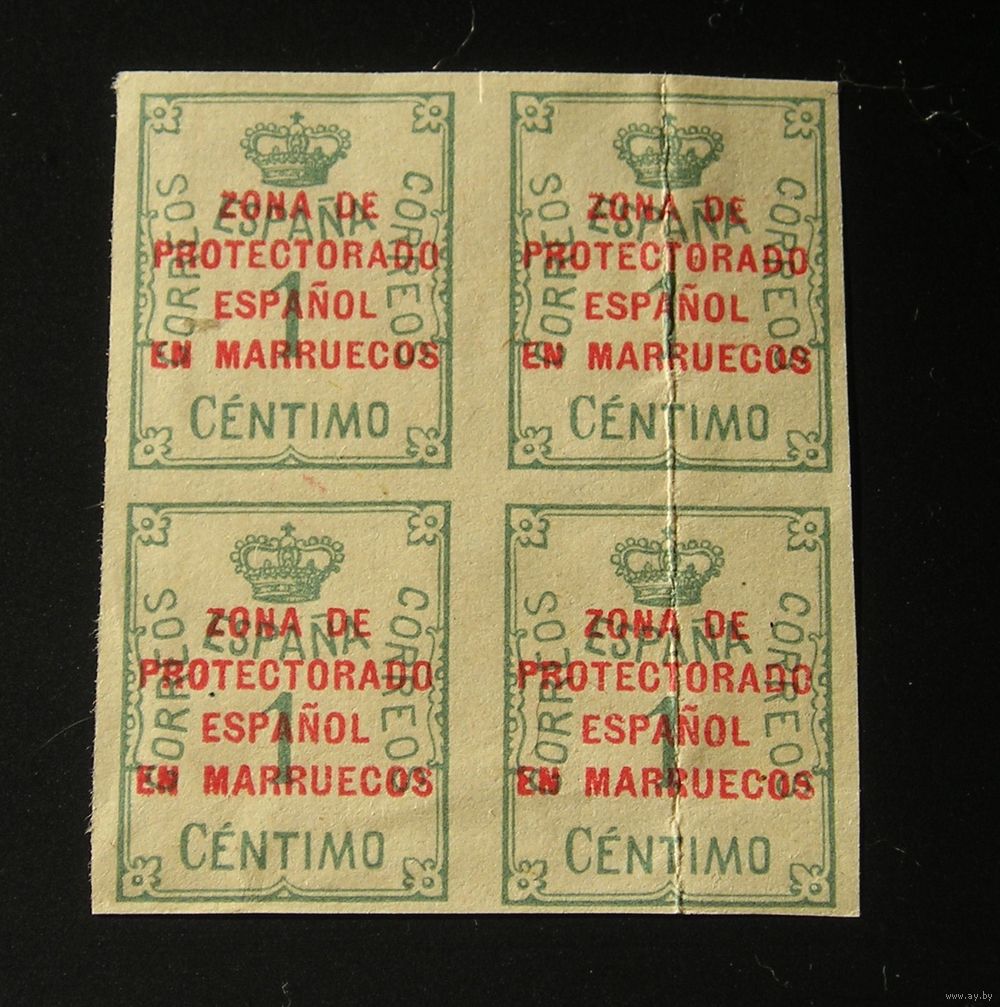 ESPAÑA
CORREOS
CORREOS
1
CÉNTIMO
ZONA DE
PROTECTORADO
ESPAÑOL
EN MARRUECOS
ESPAÑA
CORREOS
CORREOS
1
CÉNTIMO
ZONA DE
PROTECTORADO
ESPAÑOL
EN MARRUECOS
ESPAÑA
CORREOS
CORREOS
1
CÉNTIMO
ZONA DE
PROTECTORADO
ESPAÑOL
EN MARRUECOS
ESPAÑA
CORREOS
CORREOS
1
CÉNTIMO
ZONA DE
PROTECTORADO
ESPAÑOL
EN MARRUECOS
www.ay.by